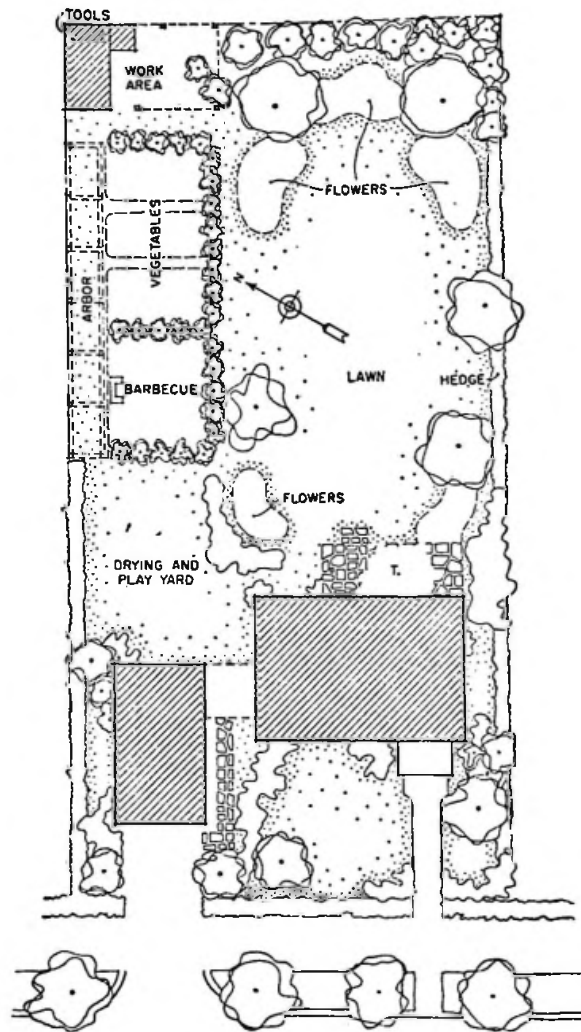 TOOLS
WORK
AREA
FLOWERS
VEGETABLES
N
ARBOR
LAWN
HEDGE
BARBECUE
FLOWERS
DRYING AND
PLAY YARD
T.